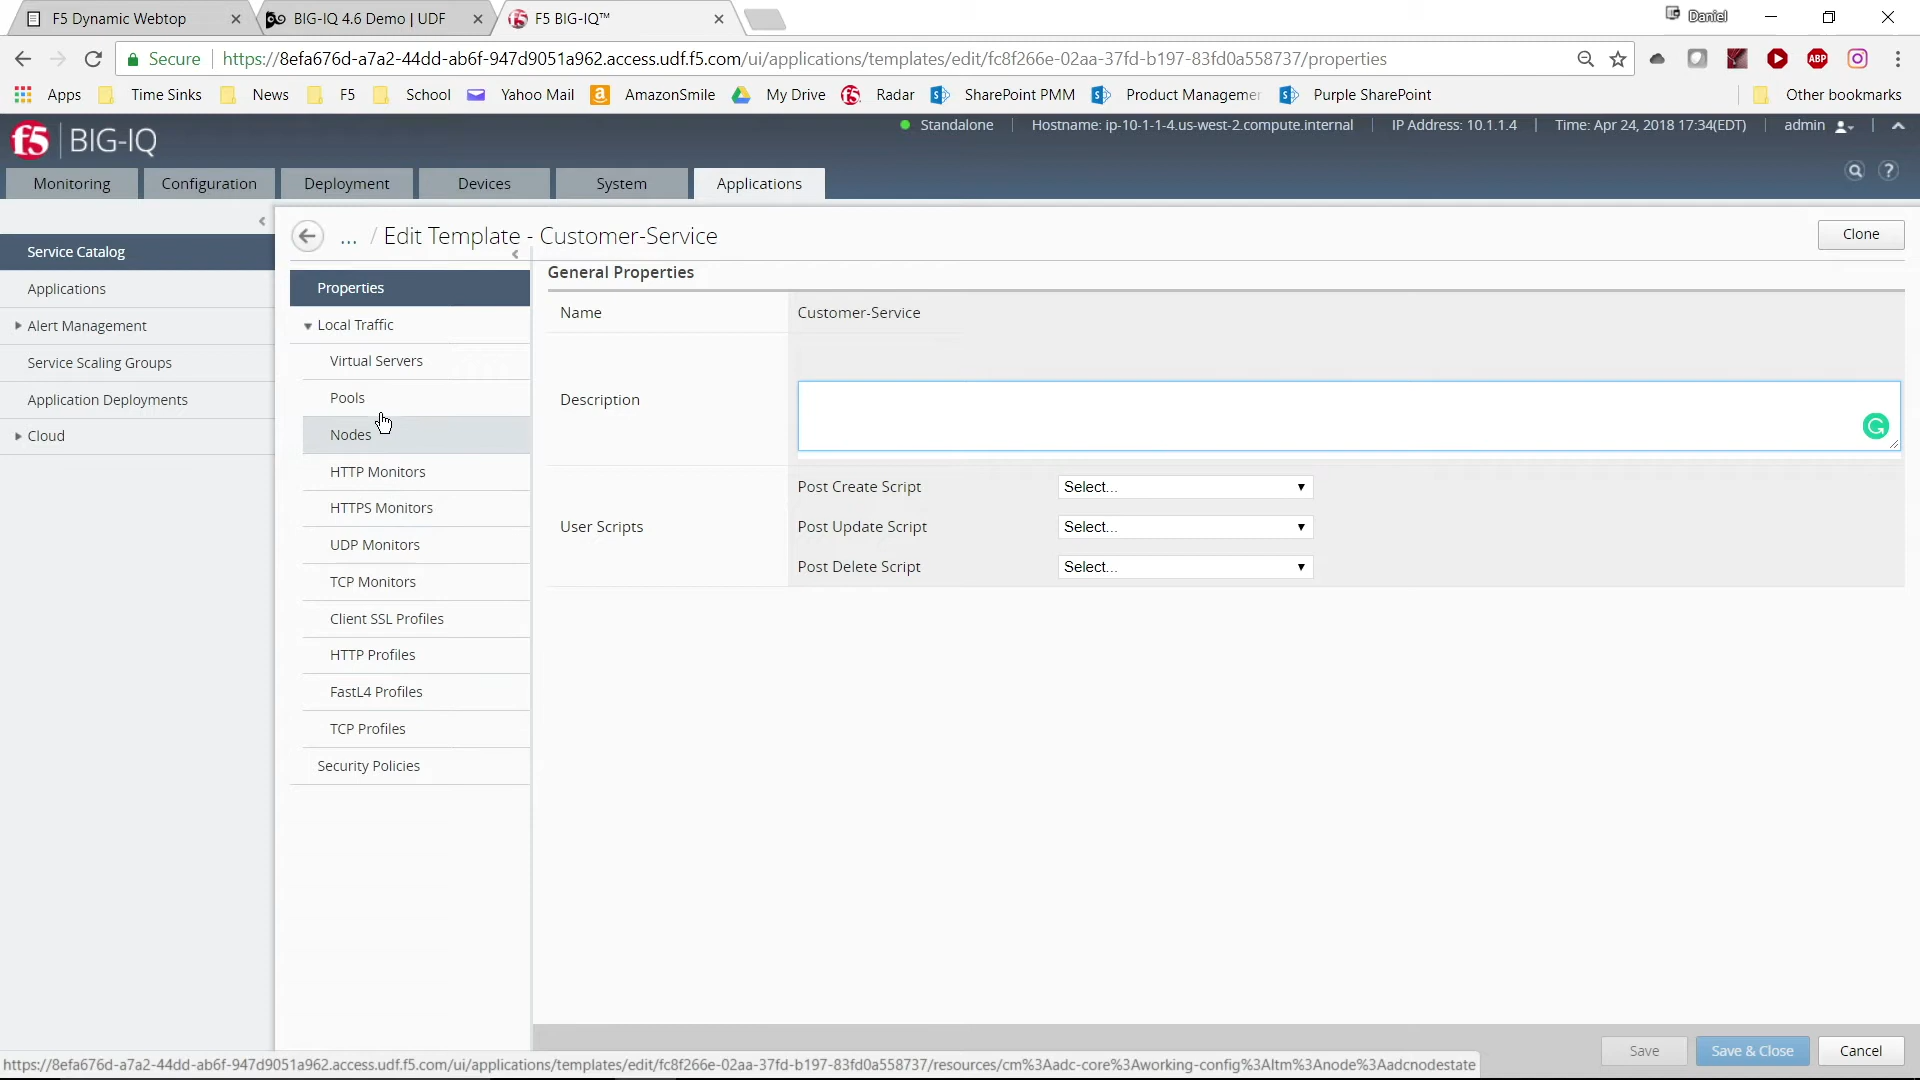 F5 Dynamic Webtop
BIG-IQ 4.6 Demo | UDF
F5 BIG-IQ™
Daniel
Secure
https://8efa676d-a7a2-44dd-ab6f-947d9051a962.access.udf.f5.com/ui/applications/templates/edit/fc8f266e-02aa-37fd-b197-83fd0a558737/properties
ABP
Apps
Time Sinks
News
F5
School
Yahoo Mail
AmazonSmile
My Drive
Radar
SharePoint PMM
Product Managemer
Purple SharePoint
Other bookmarks
f5 BIG-IQ
Standalone
Hostname: ip-10-1-1-4.us-west-2.compute.internal
IP Address: 10.1.1.4
Time: Apr 24, 2018 17:34(EDT)
admin
Monitoring
Configuration
Deployment
Devices
System
Applications
Service Catalog
Applications
Alert Management
Service Scaling Groups
Application Deployments
Cloud
... / Edit Template - Customer-Service
Clone
Properties
Local Traffic
Virtual Servers
Pools
Nodes
HTTP Monitors
HTTPS Monitors
UDP Monitors
TCP Monitors
Client SSL Profiles
HTTP Profiles
FastL4 Profiles
TCP Profiles
Security Policies
General Properties
Name
Customer-Service
Description
User Scripts
Post Create Script
Select...
Post Update Script
Select...
Post Delete Script
Select...
Save
Save & Close
Cancel
https://8efa676d-a7a2-44dd-ab6f-947d9051a962.access.udf.f5.com/ui/applications/templates/edit/fc8f266e-02aa-37fd-b197-83fd0a558737/resources/cm%3Aadc-core%3Aworking-config%3Altm%3Anode%3Aadcnodestate